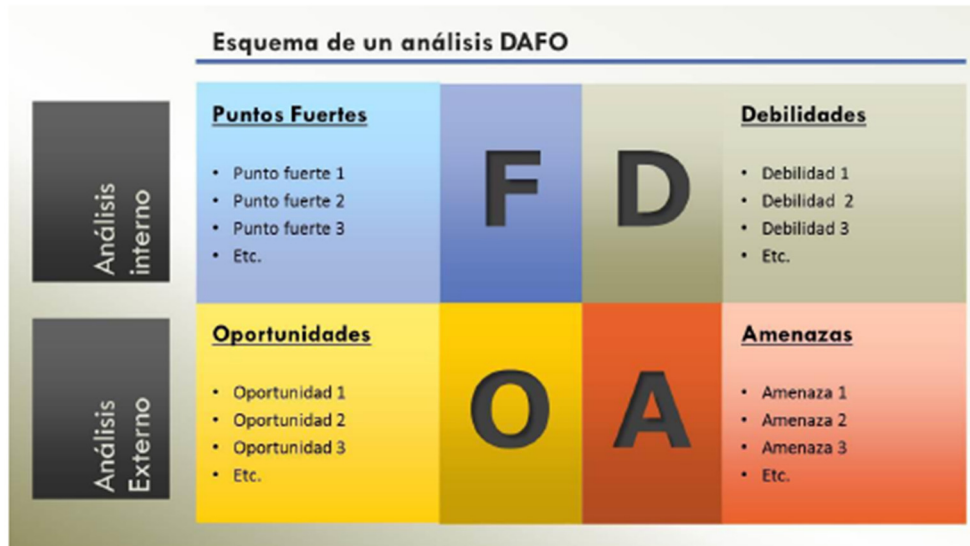 Esquema de un análisis DAFO
Análisis
interno
Puntos Fuertes
• Punto fuerte 1
• Punto fuerte 2
• Punto fuerte 3
• Etc.
F
D
Debilidades
• Debilidad 1
• Debilidad 2
• Debilidad 3
• Etc.
Análisis
Externo
Oportunidades
• Oportunidad 1
• Oportunidad 2
• Oportunidad 3
• Etc.
O
A
Amenazas
• Amenaza 1
• Amenaza 2
• Amenaza 3
• Etc.